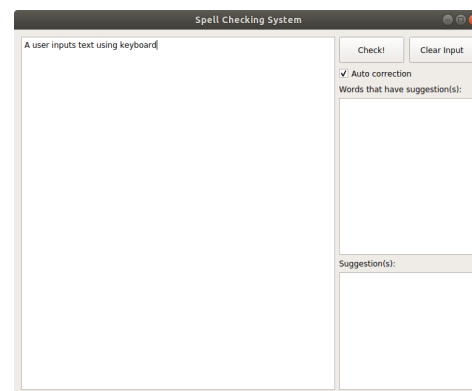 Spell Checking System
A user inputs text using keyboard
Check!
Clear Input
Auto correction
Words that have suggestion(s):
Suggestion(s):